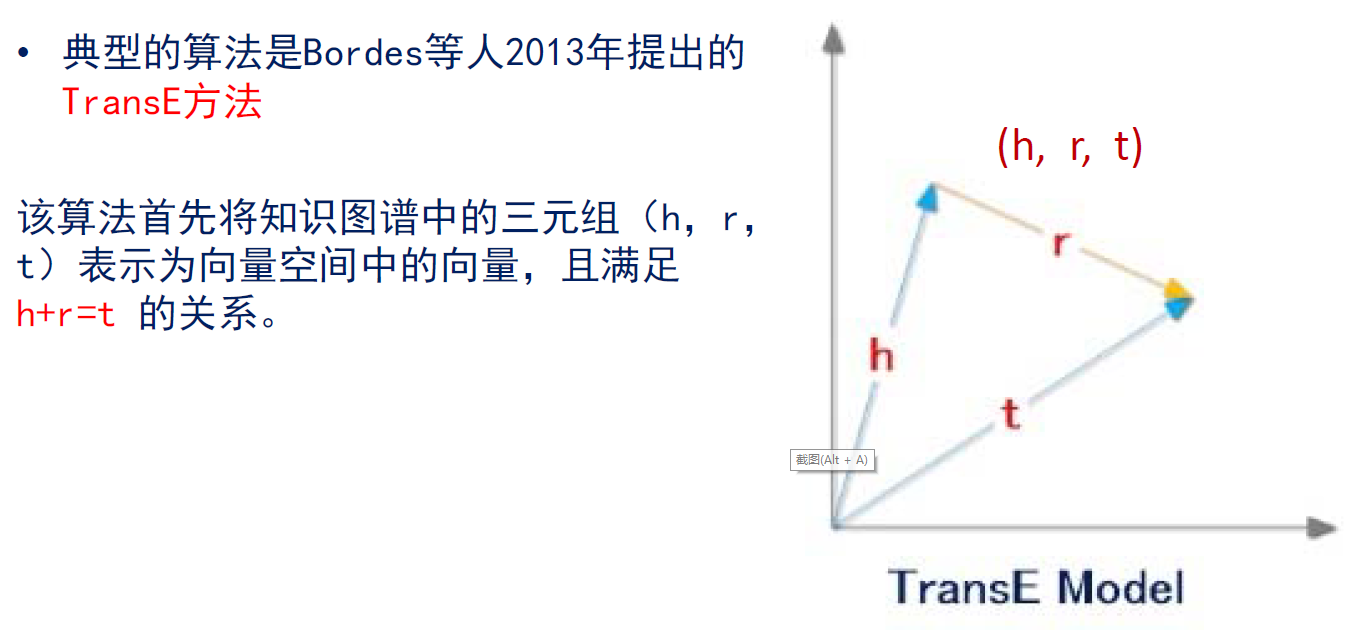 • 典型的算法是Bordes等人2013年提出的
TransE方法
该算法首先将知识图谱中的三元组（h，r，
t）表示为向量空间中的向量，且满足
h+r=t 的关系。
(h, r, t)
r
h
t
截图(Alt + A)
TransE Model